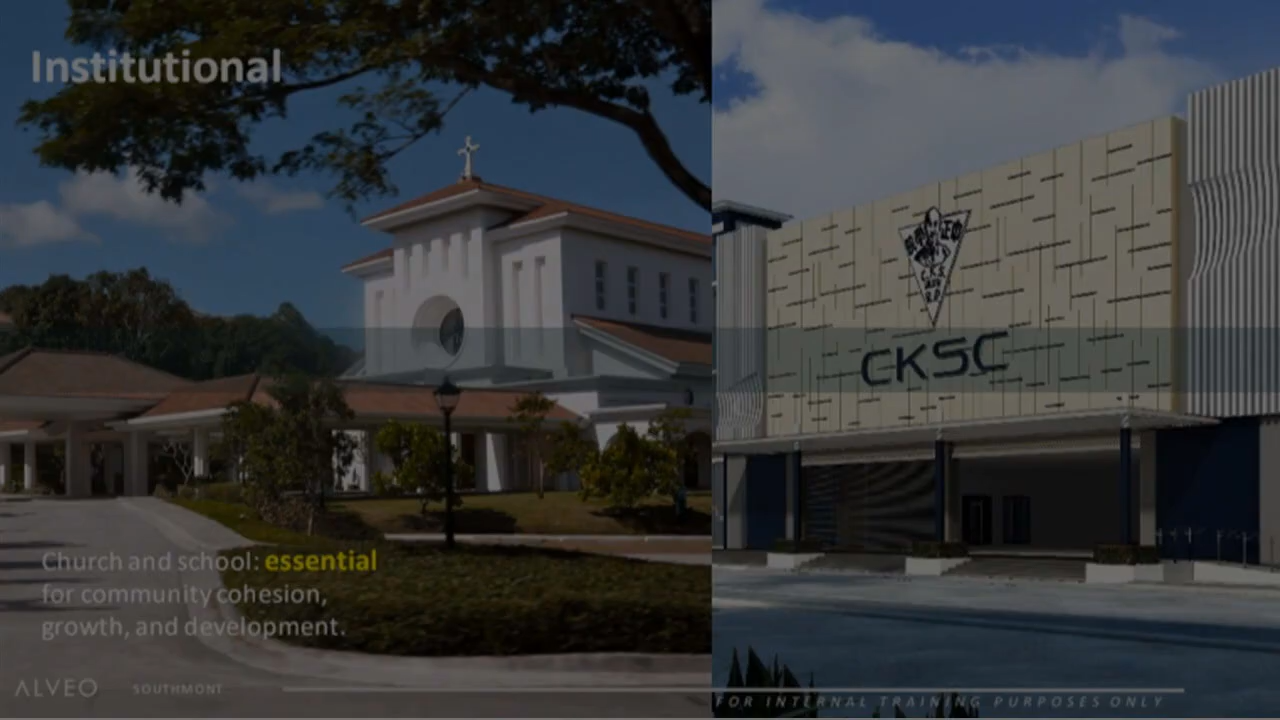 Institutional
C.K.S.
CKSC
Church and school: essential
for community cohesion,
growth, and development.
ALVEO
SOUTHMONT
FOR INTERNAL TRAINING PURPOSES ONLY